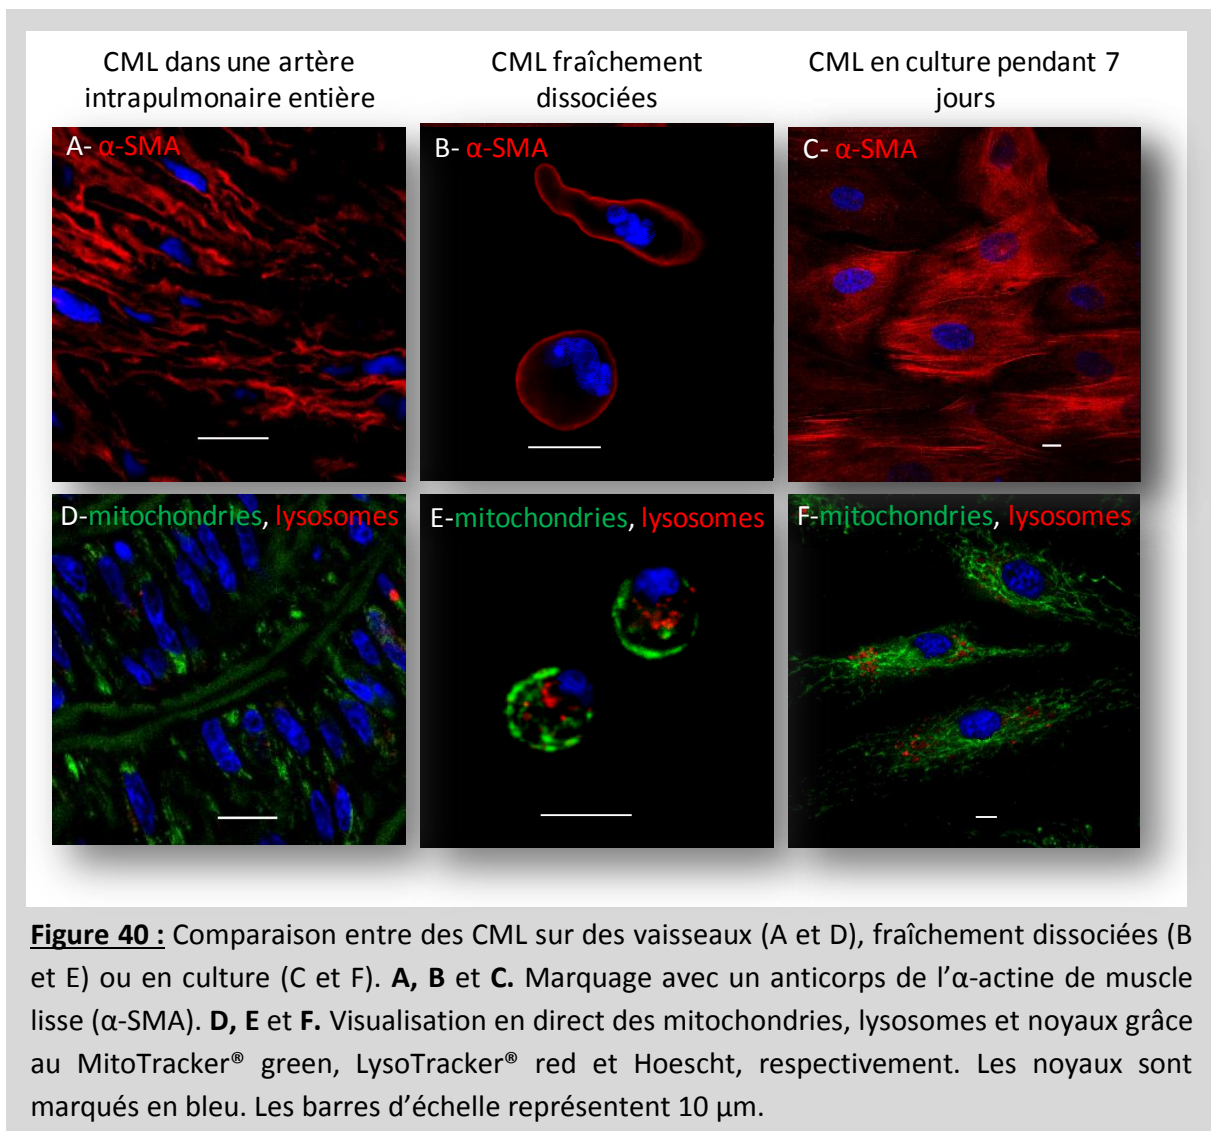 CML dans une artère
intrapulmonaire entière
CML fraîchement
dissociées
CML en culture pendant 7
jours
A- α-SMA
B- α-SMA
C- α-SMA
D-mitochondries, lysosomes
E-mitochondries, lysosomes
F-mitochondries, lysosomes
Figure 40 : Comparaison entre des CML sur des vaisseaux (A et D), fraîchement dissociées (B
et E) ou en culture (C et F). A, B et C. Marquage avec un anticorps de l’α-actine de muscle
lisse (α-SMA). D, E et F. Visualisation en direct des mitochondries, lysosomes et noyaux grâce
au MitoTracker® green, LysoTracker® red et Hoescht, respectivement. Les noyaux sont
marqués en bleu. Les barres d’échelle représentent 10 µm.